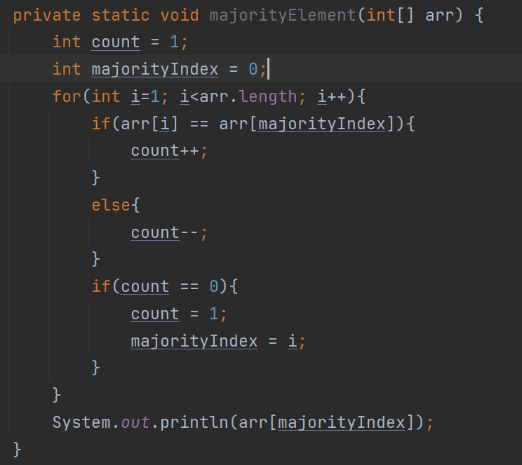 private static void majorityElement(int[] arr) {
    int count = 1;
    int majorityIndex = 0;
    for(int i=1; i<arr.length; i++){
        if(arr[i] == arr[majorityIndex]){
            count++;
        }
        else{
            count--;
        }
        if(count == 0){
            count = 1;
            majorityIndex = i;
        }
    }
    System.out.println(arr[majorityIndex]);
}